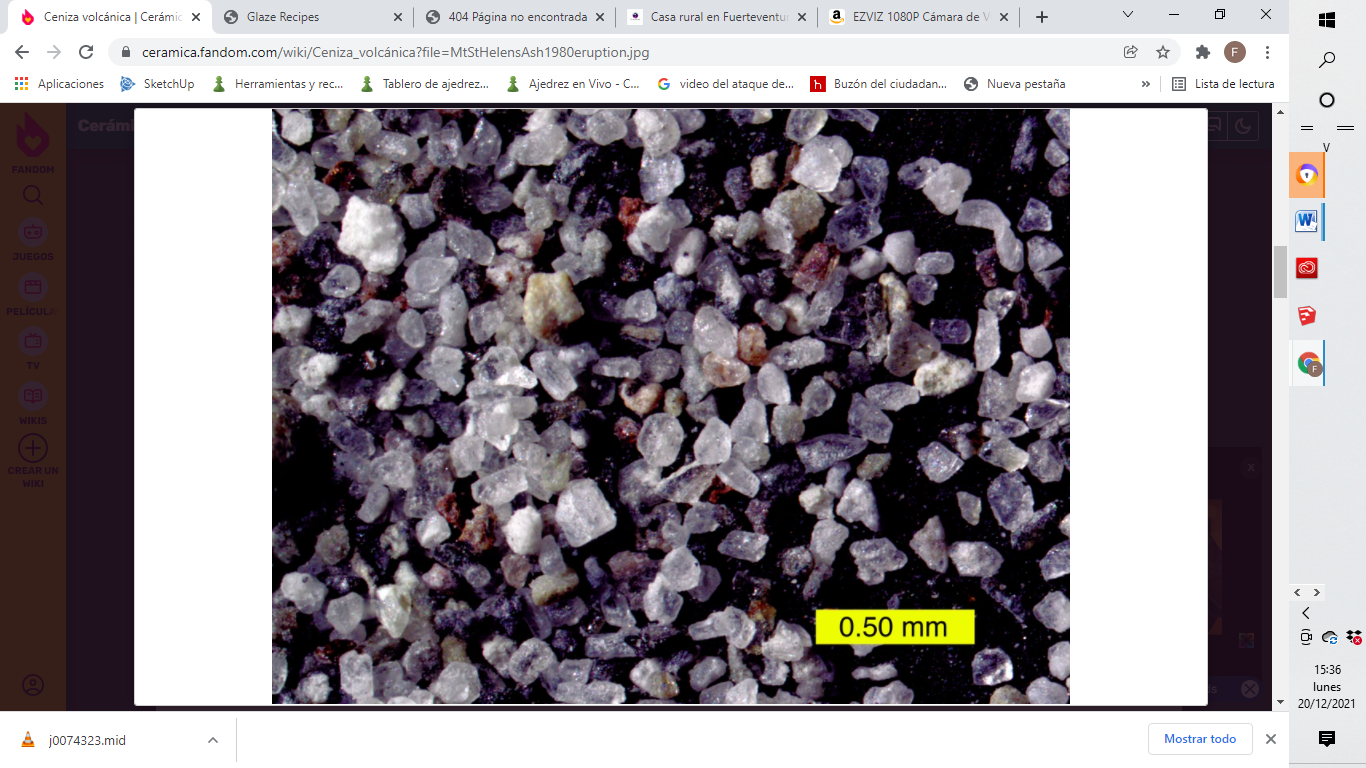 Ceniza volcánica | Cerámic
Glaze Recipes
404 Página no encontrada
Casa rural en Fuerteventur
EZVIZ 1080P Cámara de V
ceramica.fandom.com/wiki/Ceniza_volcánica?file=MtStHelensAsh1980eruption.jpg
F
Aplicaciones
SketchUp
Herramientas y rec...
Tablero de ajedrez...
Ajedrez en Vivo - C...
video del ataque de...
Buzón del ciudadan...
Nueva pestaña
»
Lista de lectura
Cerámi
FANDOM
JUEGOS
PELÍCULA
TV
WIKIS
CREAR UN
WIKI
0.50 mm
V
F
15:36
lunes
20/12/2021
j0074323.mid
Mostrar todo